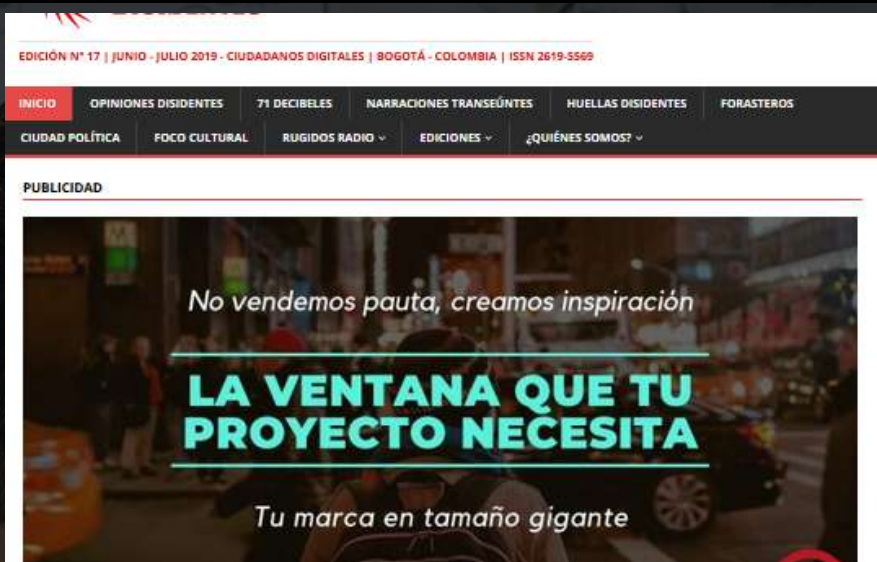 EDICIÓN N° 17 | JUNIO - JULIO 2019 - CIUDADANOS DIGITALES | BOGOTÁ - COLOMBIA | ISSN 2619-5569
INICIO OPINIONES DISIDENTES 71 DECIBELES NARRACIONES TRANSEÚNTES HUELLAS DISIDENTES FORASTEROS
CIUDAD POLÍTICA FOCO CULTURAL RUGIDOS RADIO EDICIONES ¿QUIÉNES SOMOS?
PUBLICIDAD
No vendemos pauta, creamos inspiración
LA VENTANA QUE TU
PROYECTO NECESITA
Tu marca en tamaño gigante